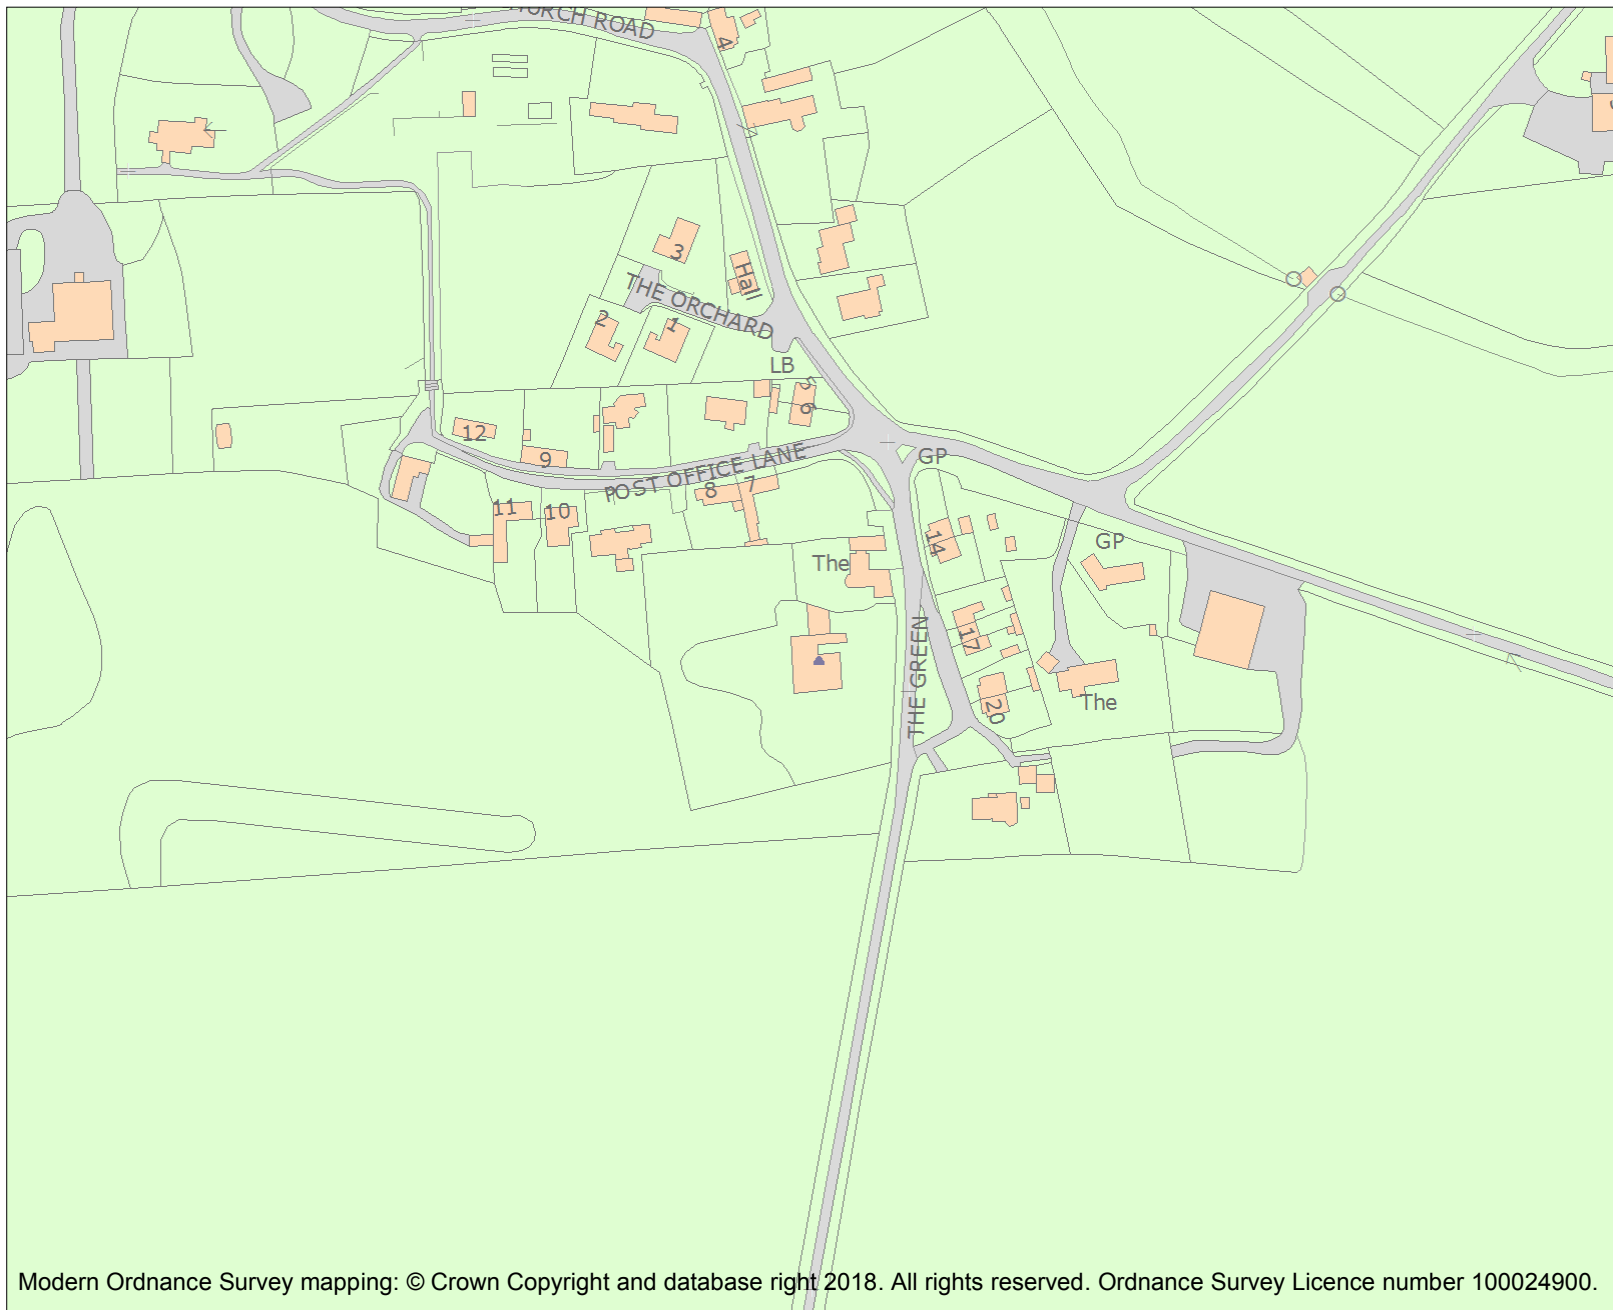 CHURCH ROAD
4
3
Hall
THE ORCHARD
2
1
LB
5
6
12
9
POST OFFICE LANE
GP
8
7
11
10
14
The
GP
17
THE GREEN
The
20
Modern Ordnance Survey mapping: © Crown Copyright and database right 2018. All rights reserved. Ordnance Survey Licence number 100024900.